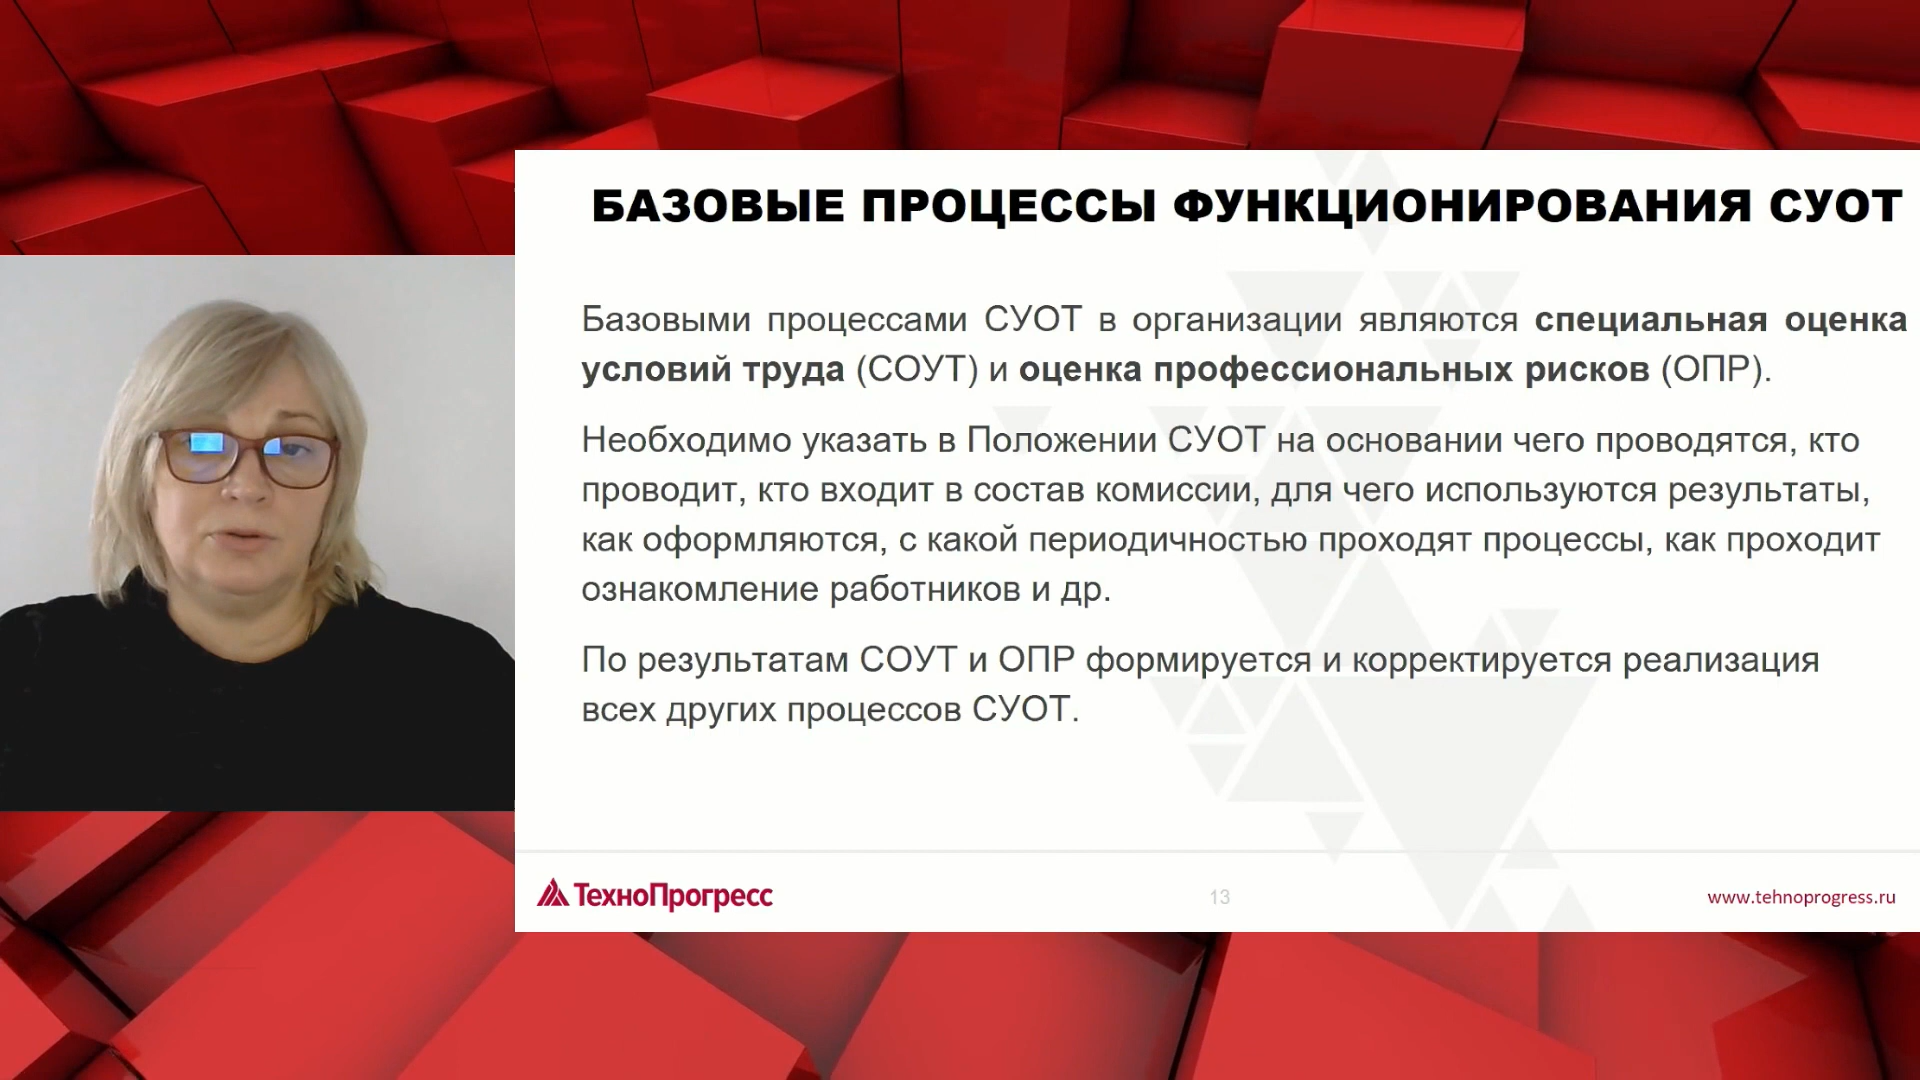 БАЗОВЫЕ ПРОЦЕССЫ ФУНКЦИОНИРОВАНИЯ СУОТ
Базовыми процессами СУОТ в организации являются специальная оценка
условий труда (СОУТ) и оценка профессиональных рисков (ОПР).
Необходимо указать в Положении СУОТ на основании чего проводятся, кто
проводит, кто входит в состав комиссии, для чего используются результаты,
как оформляются, с какой периодичностью проходят процессы, как проходит
ознакомление работников и др.
По результатам СОУТ и ОПР формируется и корректируется реализация
всех других процессов СУОТ.
ТехноПрогресс
13
www.tehnoprogress.ru